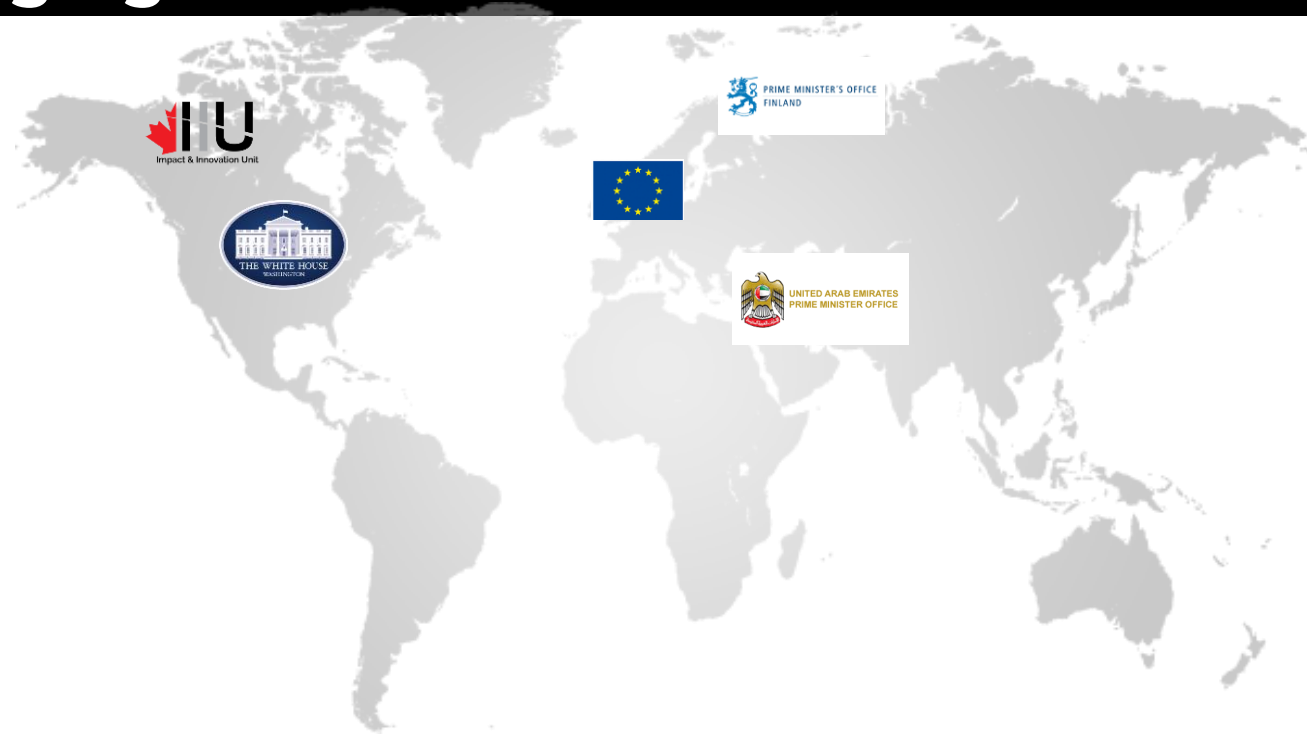 PRIME MINISTER'S OFFICE
FINLAND
IIU
Impact & Innovation Unit
THE WHITE HOUSE
WASHINGTON
UNITED ARAB EMIRATES
PRIME MINISTER OFFICE